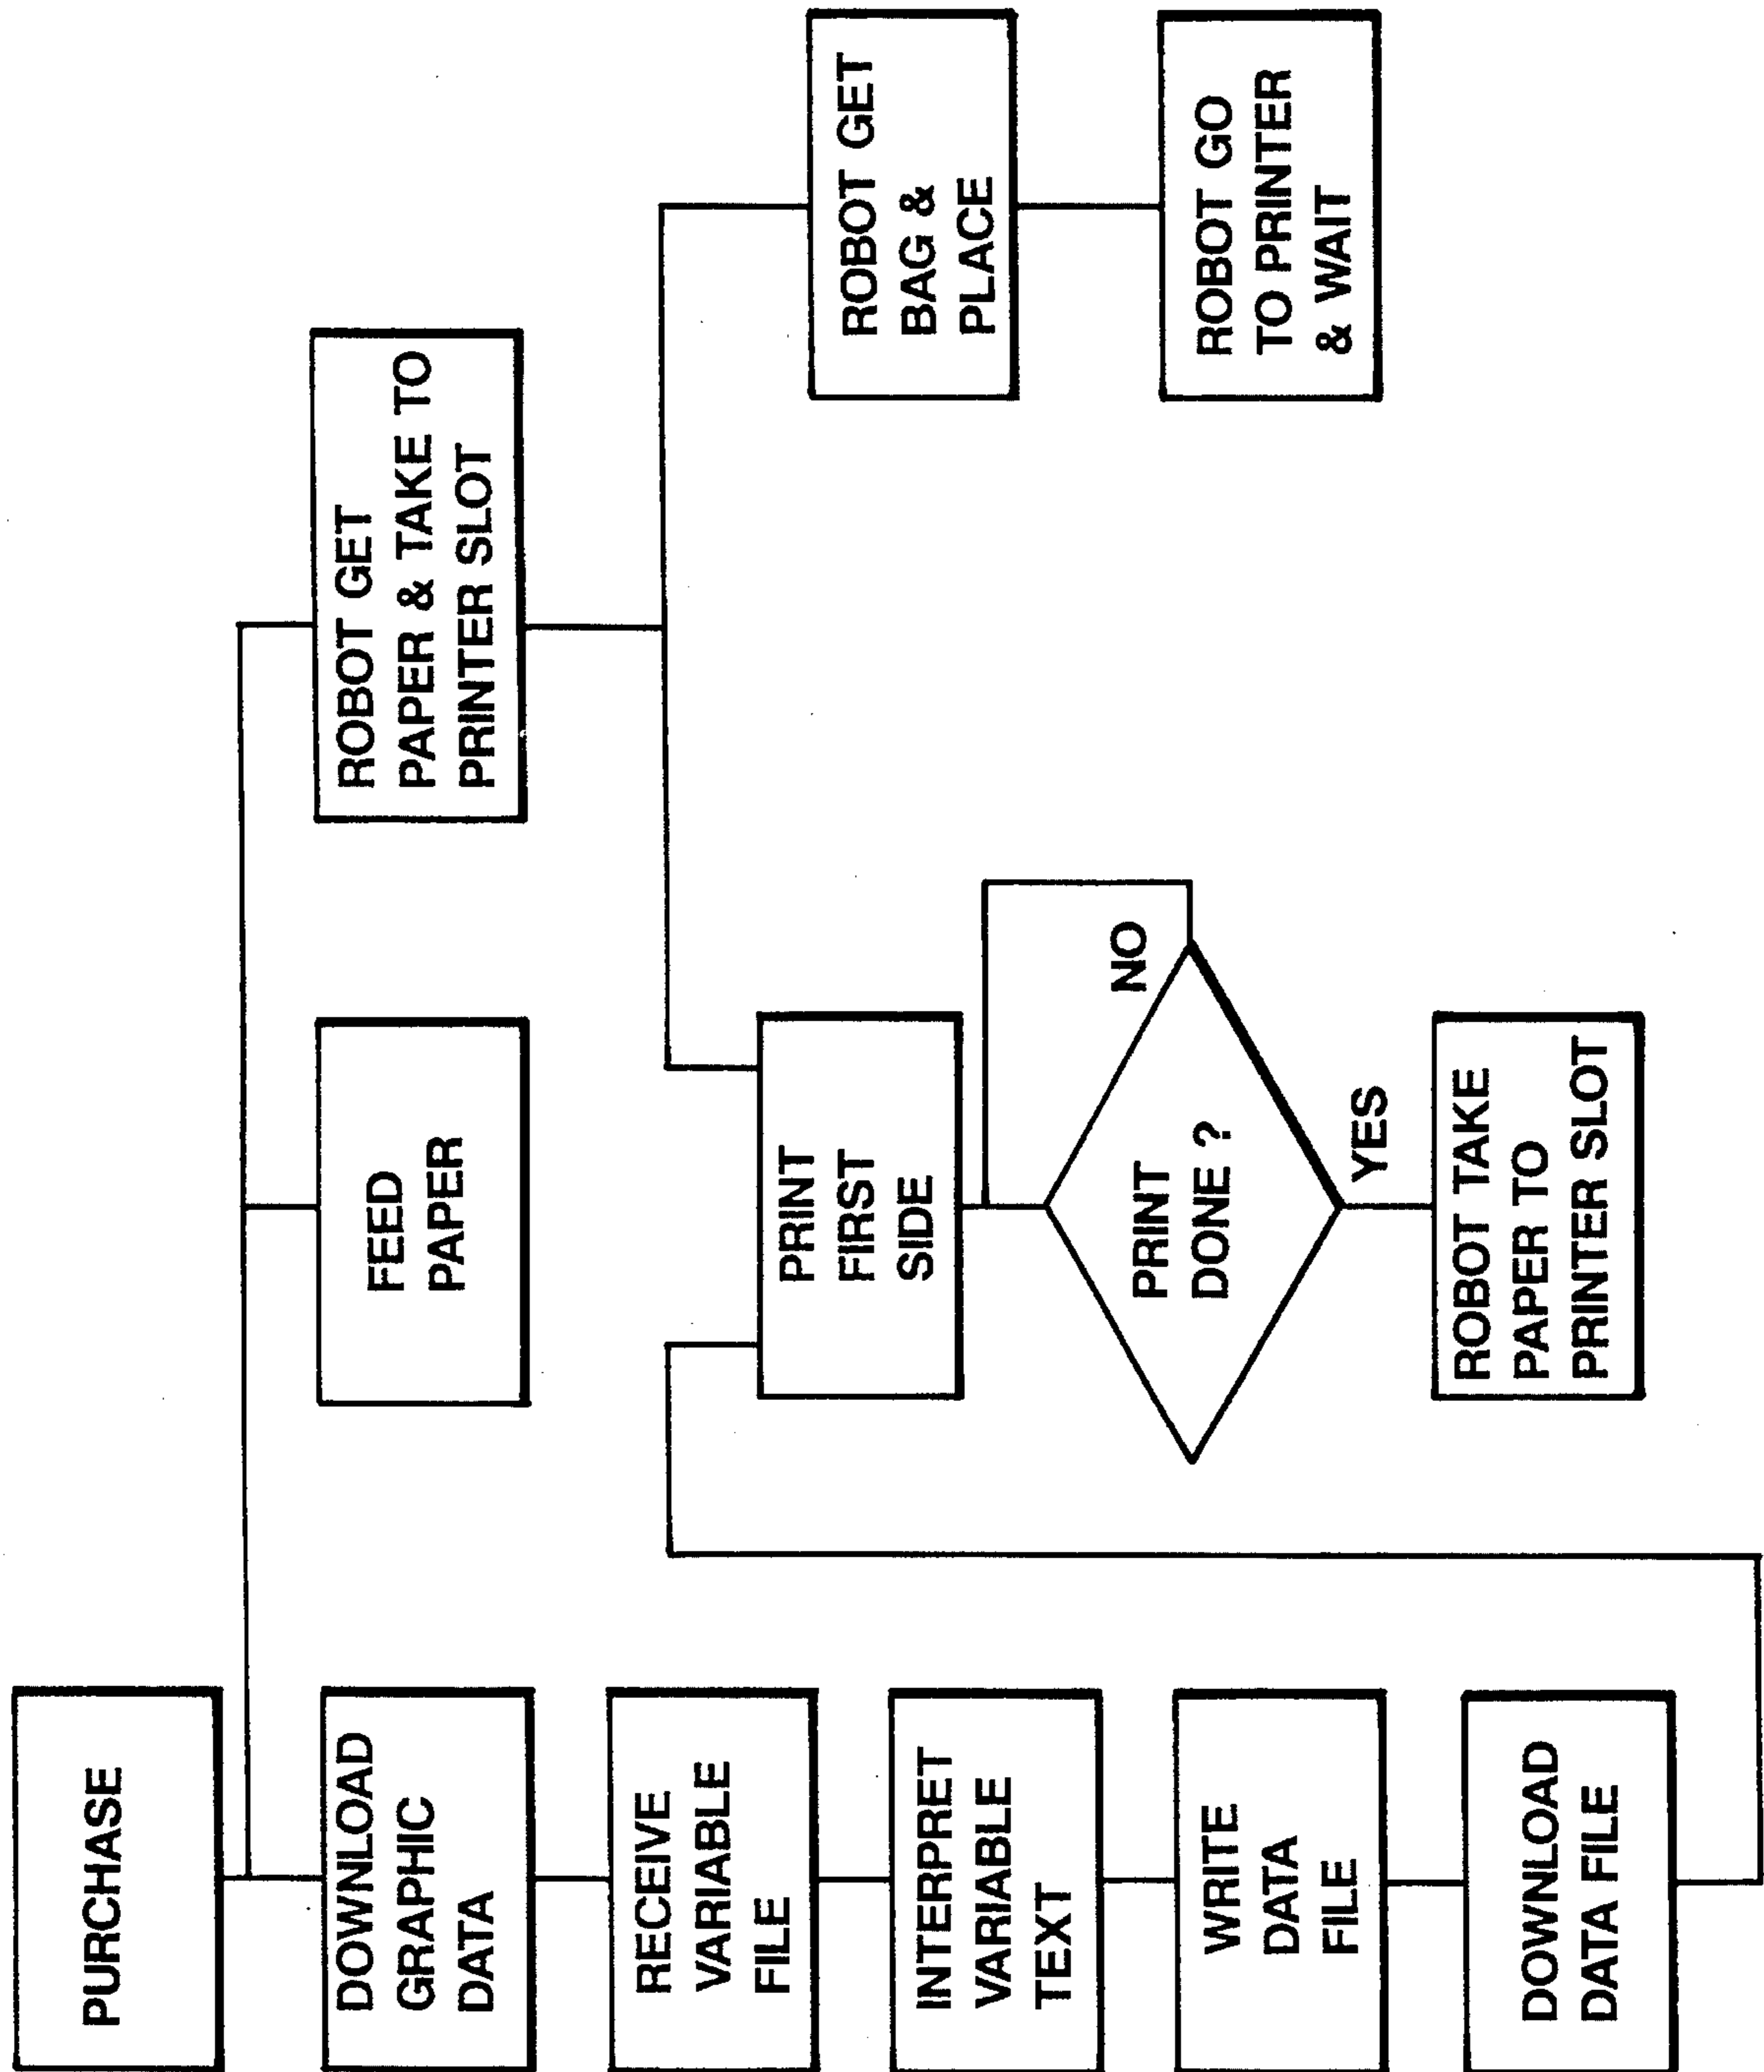 PURCHASE
DOWNLOAD
GRAPHIC
DATA
RECEIVE
VARIABLE
FILE
INTERPRET
VARIABLE
TEXT
WRITE
DATA
FILE
DOWNLOAD
DATA FILE
FEED
PAPER
ROBOT GET
PAPER & TAKE TO
PRINTER SLOT
PRINT
FIRST
SIDE
PRINT
DONE ?
NO
YES
ROBOT TAKE
PAPER TO
PRINTER SLOT
ROBOT GET
BAG &
PLACE
ROBOT GO
TO PRINTER
& WAIT